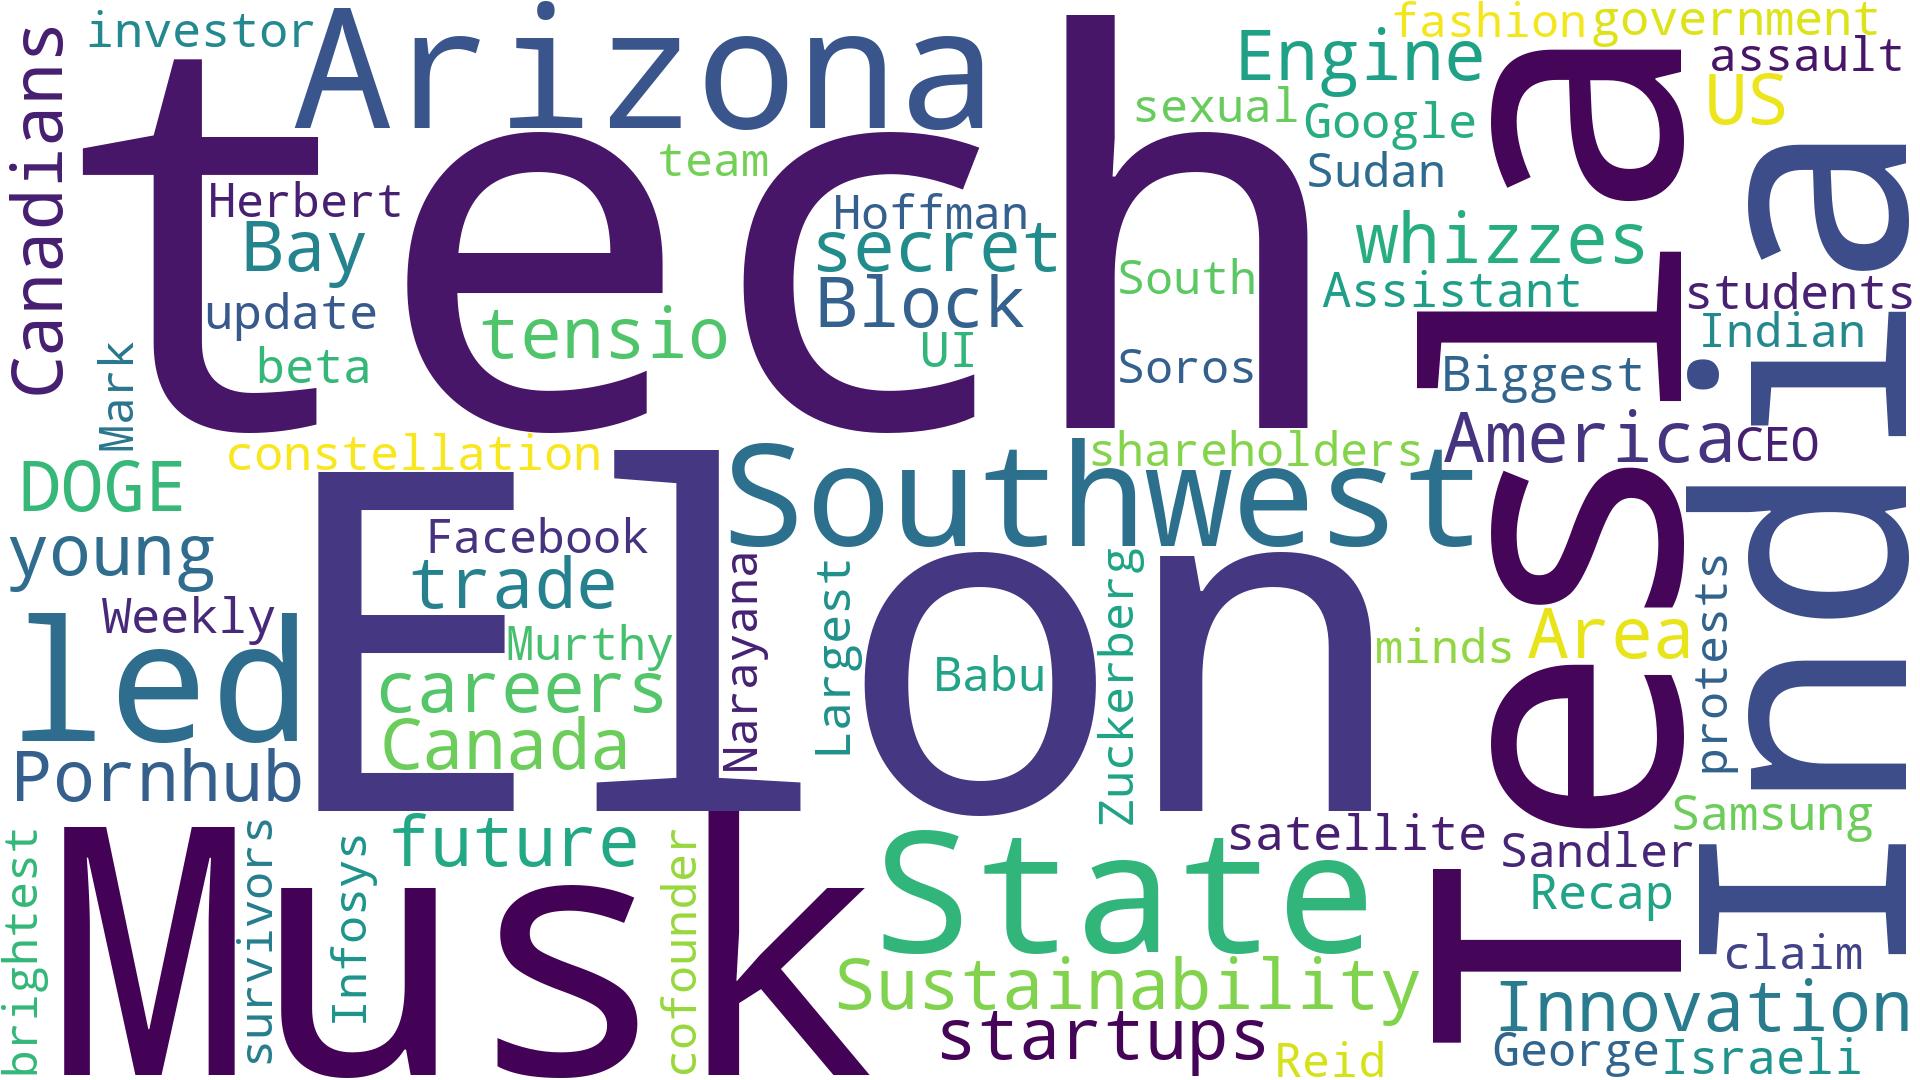 investor
Arizona
fashion
government
Canadians
tech
Engine
assault
sexual
Google
US
team
Sudan
Herbert
Hoffman
Bay
secret
whizzes
South
Assistant
students
update
Block
tensio
UI
Indian
beta
Soros
Biggest
Mark
Tesla
India
America
CEO
constellation
shareholders
DOGE
Southwest
young
Facebook
trade
Elon
Weekly
Murthy
Narayana
Largest
Zuckerberg
minds
Area
protests
led
careers
Babu
Canada
Pornhub
Samsung
Musk
future
State
satellite
Sandler
Recap
brightest
survivors
Infosys
cofounder
claim
Sustainability
Innovation
startups
Reid
George
Israeli